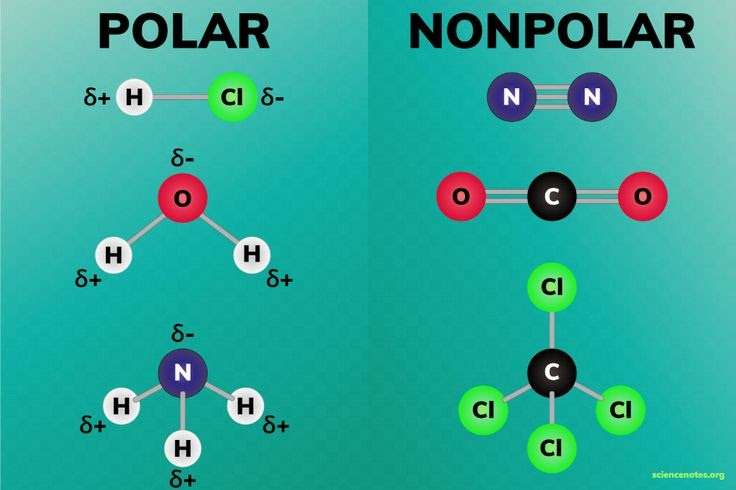 POLAR
δ+ H Cl δ-
δ-
O
H H
δ+ δ+
δ-
N
H H
δ+ δ+
H
δ+
NONPOLAR
N N
O C O
Cl
C
Cl Cl
Cl
sciencenotes.org